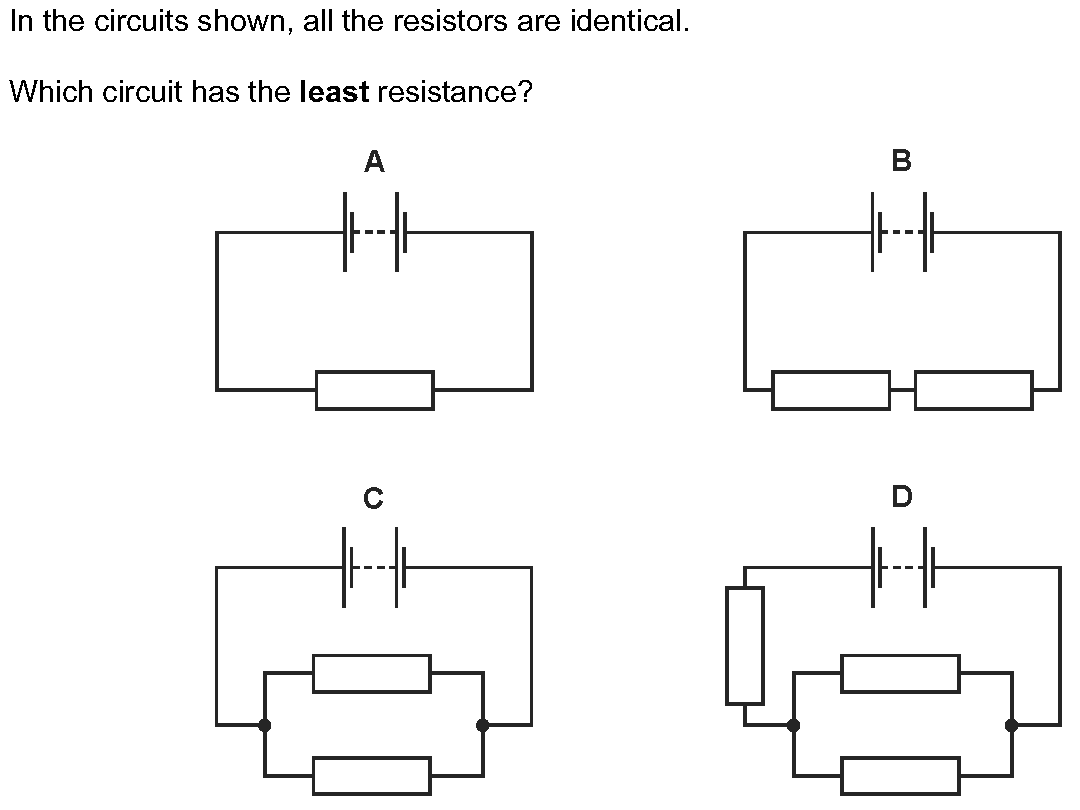 In the circuits shown, all the resistors are identical.
Which circuit has the least resistance?
A
B
C
D